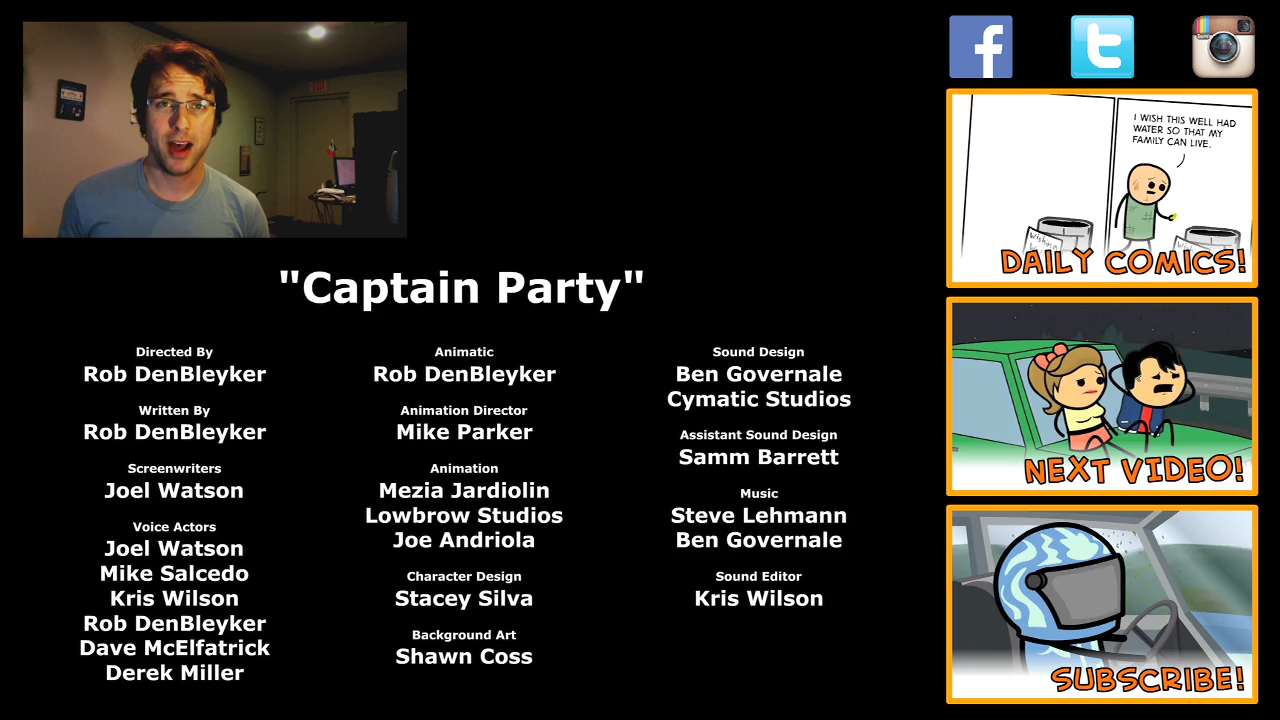 "Captain Party"
Directed By
Rob DenBleyker
Written By
Rob DenBleyker
Screenwriters
Joel Watson
Voice Actors
Joel Watson
Mike Salcedo
Kris Wilson
Rob DenBleyker
Dave McElfatrick
Derek Miller
Animatic
Rob DenBleyker
Animation Director
Mike Parker
Animation
Mezia Jardiolin
Lowbrow Studios
Joe Andriola
Character Design
Stacey Silva
Background Art
Shawn Coss
Sound Design
Ben Governale
Cymatic Studios
Assistant Sound Design
Samm Barrett
Music
Steve Lehmann
Ben Governale
Sound Editor
Kris Wilson
I WISH THIS WELL HAD
WATER SO THAT MY
FAMILY CAN LIVE.
DAILY COMICS!
NEXT VIDEO!
SUBSCRIBE!